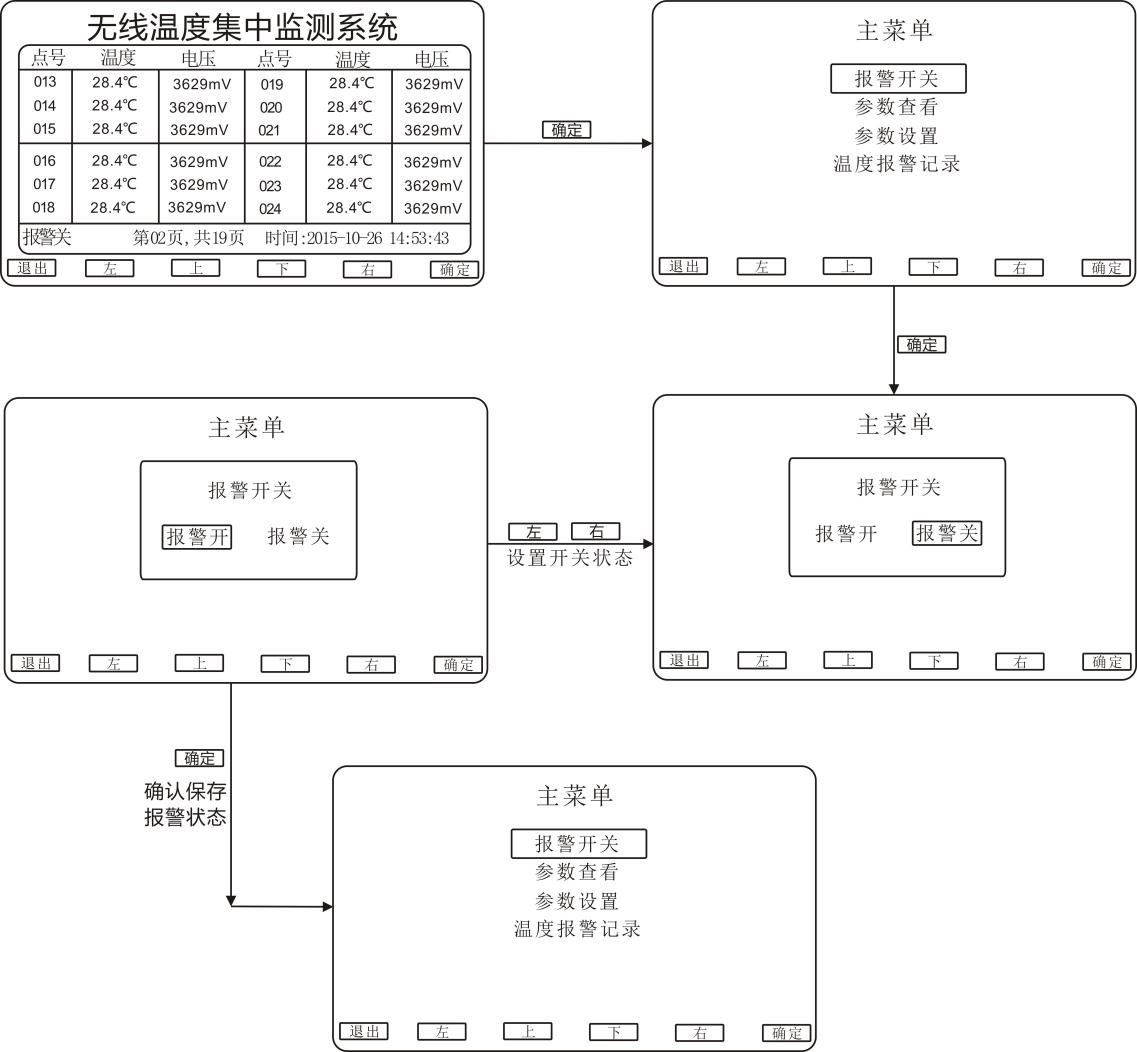 无线温度集中监测系统
点号 温度 电压 点号 温度 电压
013 28.4℃ 3629mV 019 28.4℃ 3629mV
014 28.4℃ 3629mV 020 28.4℃ 3629mV
015 28.4℃ 3629mV 021 28.4℃ 3629mV
016 28.4℃ 3629mV 022 28.4℃ 3629mV
017 28.4℃ 3629mV 023 28.4℃ 3629mV
018 28.4℃ 3629mV 024 28.4℃ 3629mV
报警关 第02页,共19页 时间:2015-10-26 14:53:43
退出 左 上 下 右 确定
确定
主菜单
报警开关
参数查看
参数设置
温度报警记录
退出 左 上 下 右 确定
确定
主菜单
报警开关
报警开 报警关
退出 左 上 下 右 确定
左 右
设置开关状态
主菜单
报警开关
报警开 报警关
退出 左 上 下 右 确定
确定
确认保存
报警状态
主菜单
报警开关
参数查看
参数设置
温度报警记录
退出 左 上 下 右 确定